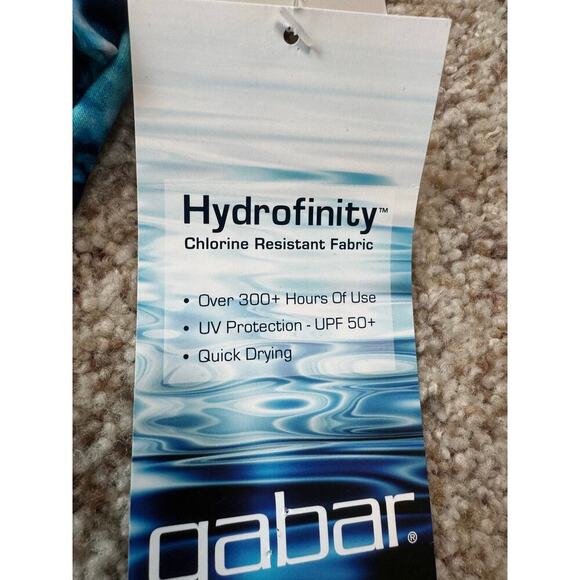 Hydrofinity™
Chlorine Resistant Fabric
• Over 300+ Hours Of Use
• UV Protection - UPF 50+
• Quick Drying
gabar®